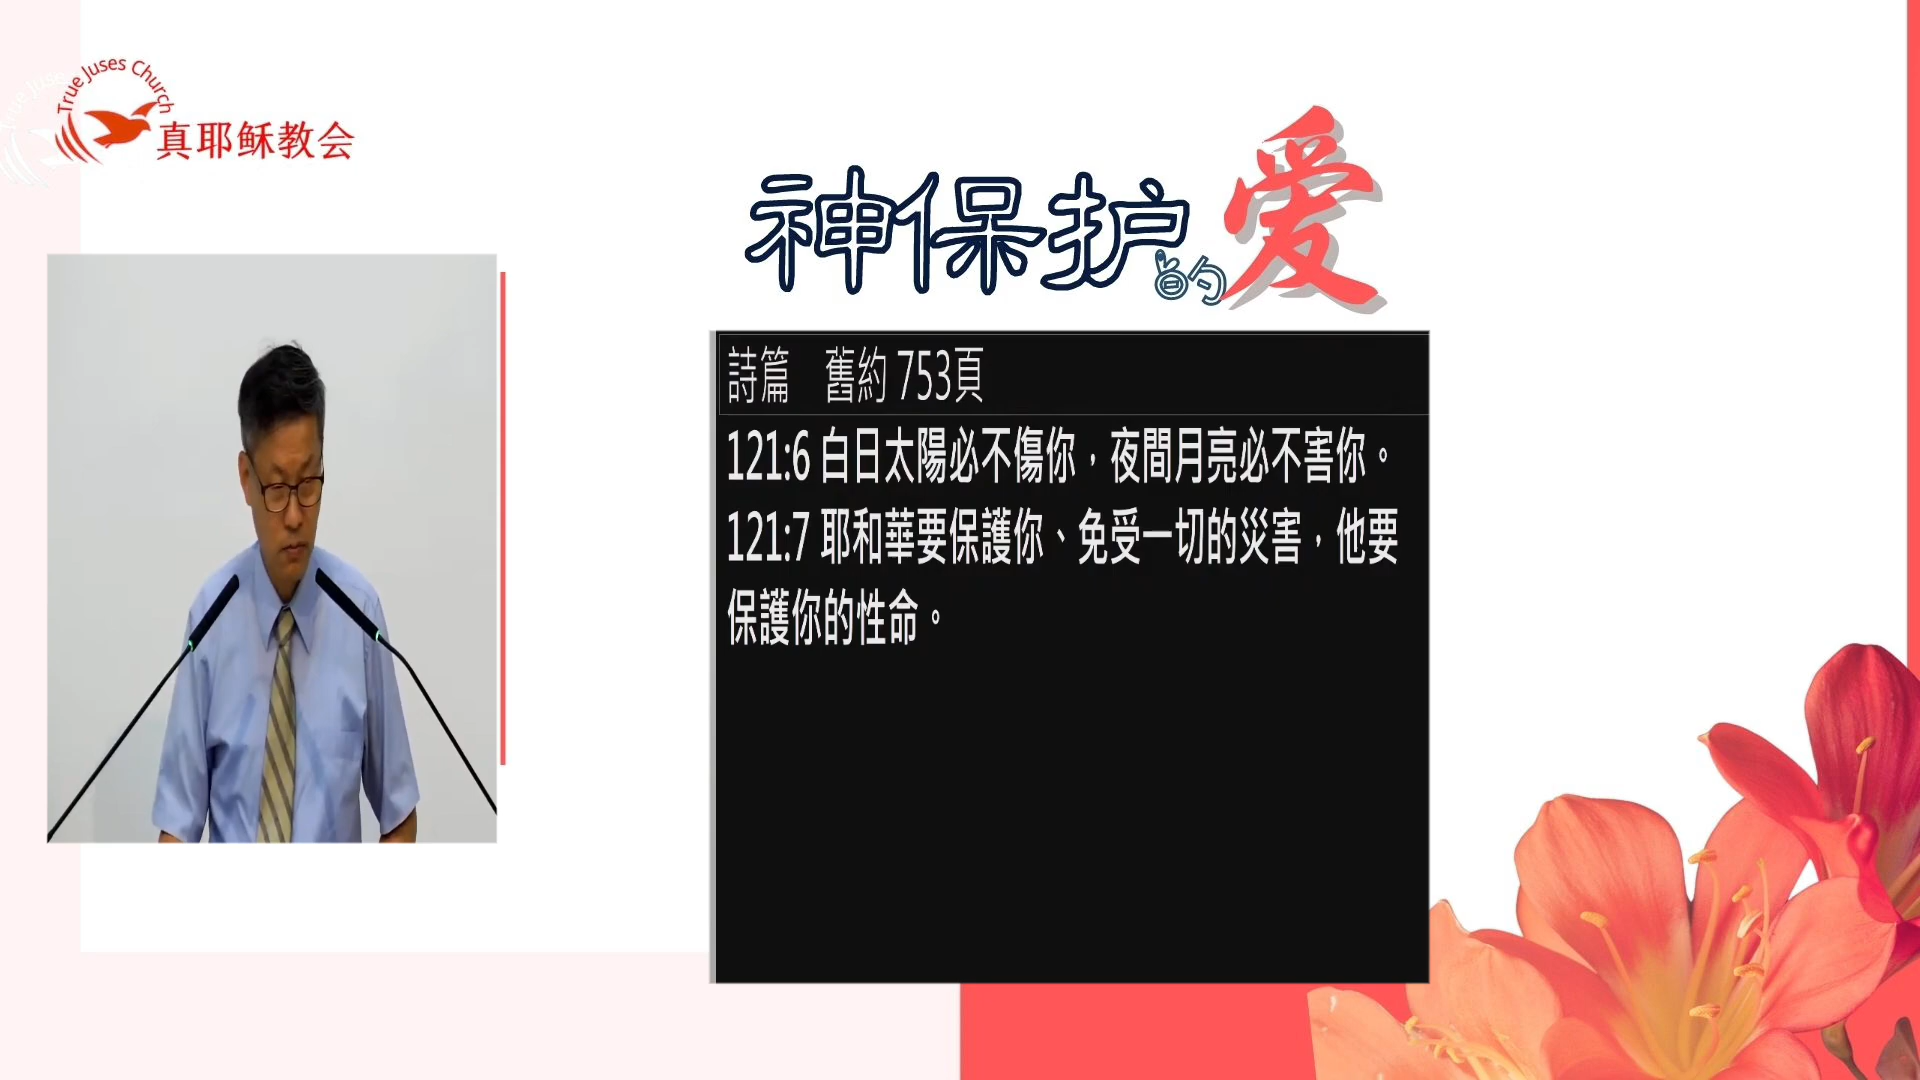 True Juses Church
真耶稣教会
神保护的爱
詩篇　舊約 753頁
121:6 白日太陽必不傷你，夜間月亮必不害你。
121:7 耶和華要保護你、免受一切的災害，他要
保護你的性命。